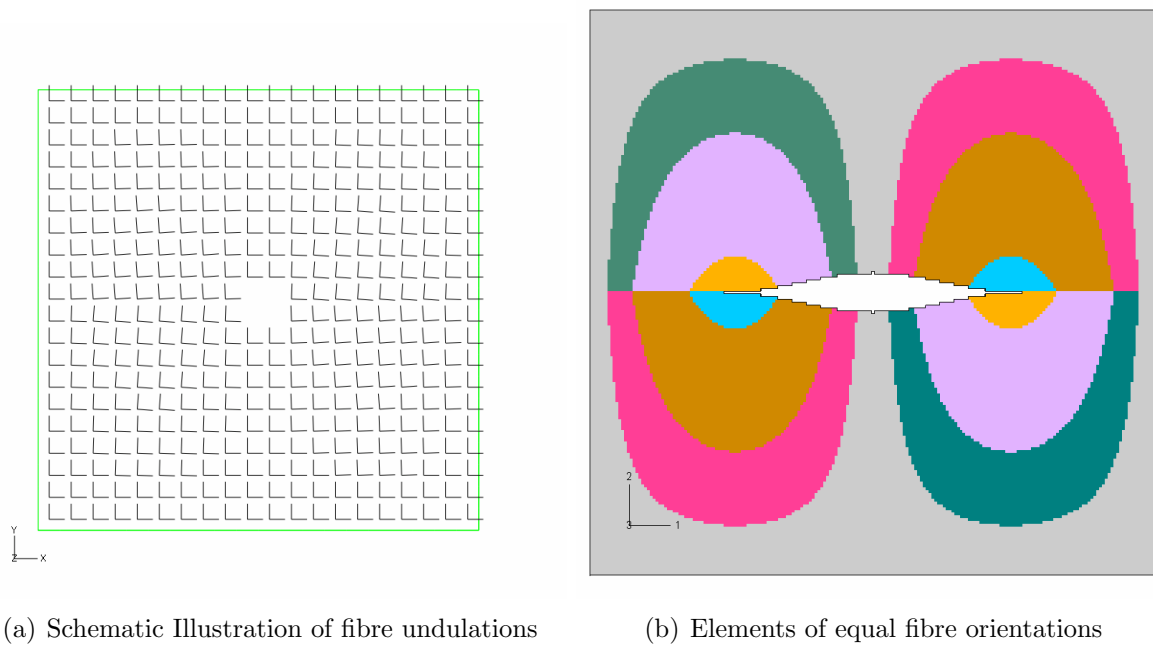 Y
Z X
2
3 1
(a) Schematic Illustration of fibre undulations
(b) Elements of equal fibre orientations